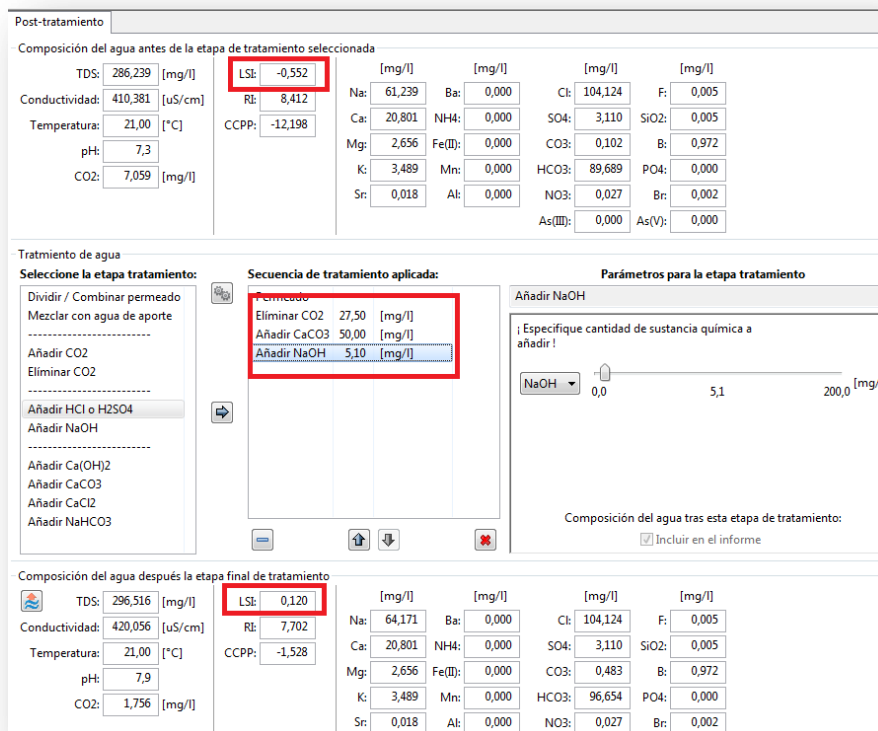 Post-tratamiento
Composición del agua antes de la etapa de tratamiento seleccionada
[mg/l] [mg/l] [mg/l] [mg/l]
TDS: 286,239 [mg/l] LSI: -0,552 Na: 61,239 Ba: 0,000 Cl: 104,124 F: 0,005
Conductividad: 410,381 [uS/cm] RI: 8,412 Ca: 20,801 NH4: 0,000 SO4: 3,110 SiO2: 0,005
Temperatura: 21,00 [°C] CCPP: -12,198 Mg: 2,656 Fe(II): 0,000 CO3: 0,102 B: 0,972
pH: 7,3 K: 3,489 Mn: 0,000 HCO3: 89,689 PO4: 0,000
CO2: 7,059 [mg/l] Sr: 0,018 Al: 0,000 NO3: 0,027 Br: 0,002
As(III): 0,000 As(V): 0,000
Tratmiento de agua
Seleccione la etapa tratamiento: Secuencia de tratamiento aplicada: Parámetros para la etapa tratamiento
Dividir / Combinar permeado
Mezclar con agua de aporte
------------------------
Añadir CO2
Elíminar CO2
------------------------
Añadir HCl o H2SO4
Añadir NaOH
------------------------
Añadir Ca(OH)2
Añadir CaCO3
Añadir CaCl2
Añadir NaHCO3
Permeado
Elíminar CO2 27,50 [mg/l]
Añadir CaCO3 50,00 [mg/l]
Añadir NaOH 5,10 [mg/l]
Añadir NaOH
¡ Especifique cantidad de sustancia química a
añadir !
NaOH 0,0 5,1 200,0 [mg/
Composición del agua tras esta etapa de tratamiento:
Incluir en el informe
Composición del agua después la etapa final de tratamiento
[mg/l] [mg/l] [mg/l] [mg/l]
TDS: 296,516 [mg/l] LSI: 0,120 Na: 64,171 Ba: 0,000 Cl: 104,124 F: 0,005
Conductividad: 420,056 [uS/cm] RI: 7,702 Ca: 20,801 NH4: 0,000 SO4: 3,110 SiO2: 0,005
Temperatura: 21,00 [°C] CCPP: -1,528 Mg: 2,656 Fe(II): 0,000 CO3: 0,483 B: 0,972
pH: 7,9 K: 3,489 Mn: 0,000 HCO3: 96,654 PO4: 0,000
CO2: 1,756 [mg/l] Sr: 0,018 Al: 0,000 NO3: 0,027 Br: 0,002